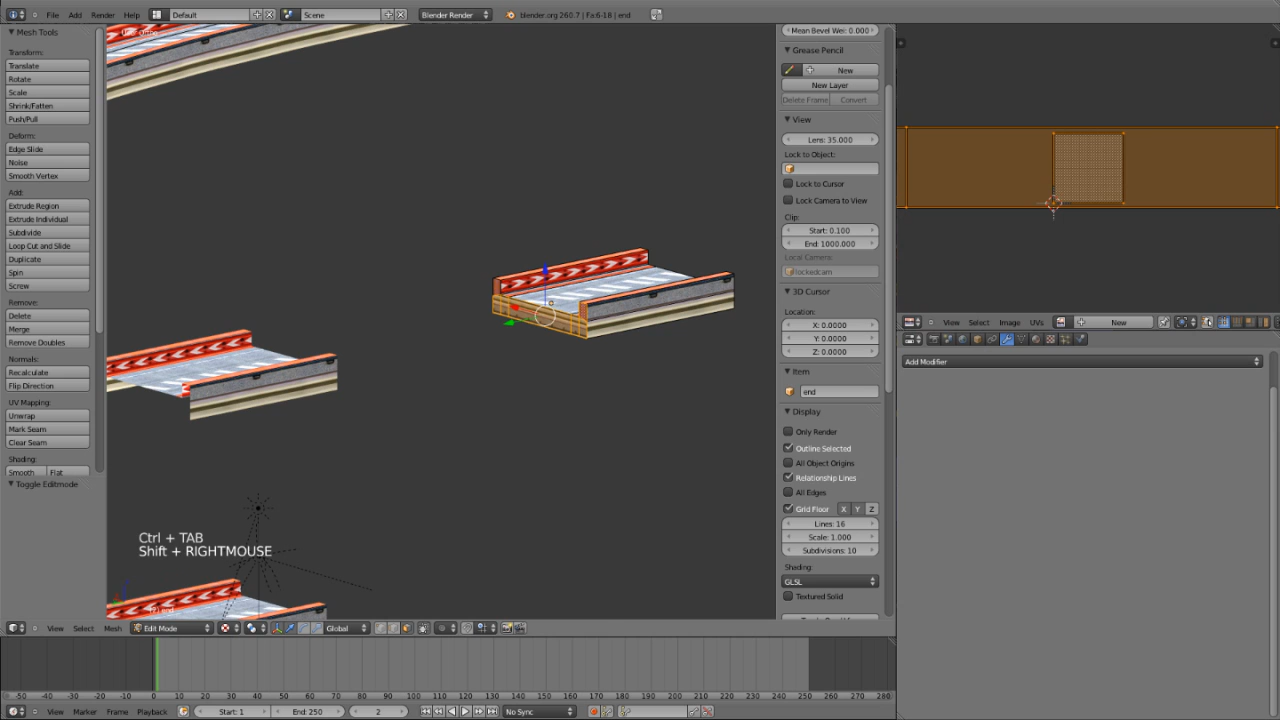 File Add Render Help Default Scene Blender Render blender.org 260.7 | Fa:6-18 | end
Mesh Tools
Transform:
Translate
Rotate
Scale
Shrink/Fatten
Push/Pull
Deform:
Edge Slide
Noise
Smooth Vertex
Add:
Extrude Region
Extrude Individual
Subdivide
Loop Cut and Slide
Duplicate
Spin
Screw
Remove:
Delete
Merge
Remove Doubles
Normals:
Recalculate
Flip Direction
UV Mapping:
Unwrap
Mark Seam
Clear Seam
Shading:
Smooth Flat
Toggle Editmode
Ctrl + TAB
Shift + RIGHTMOUSE
Mean Bevel Wei: 0.000
Grease Pencil
New
New Layer
Delete Frame Convert
View
Lens: 35.000
Lock to Object:
Lock to Cursor
Lock Camera to View
Clip:
Start: 0.100
End: 1000.000
Local Camera:
lockedcam
3D Cursor
Location:
X: 0.0000
Y: 0.0000
Z: 0.0000
Item
end
Display
Only Render
Outline Selected
All Object Origins
Relationship Lines
All Edges
Grid Floor X Y Z
Lines: 16
Scale: 1.000
Subdivisions: 10
Shading:
GLSL
Textured Solid
View Select Image UVs New
Add Modifier
View Select Mesh Edit Mode Global
-50 -40 -30 -20 -10 0 10 20 30 40 50 60 70 80 90 100 110 120 130 140 150 160 170 180 190 200 210 220 230 240 250 260 270 280
View Marker Frame Playback Start: 1 End: 250 2 No Sync